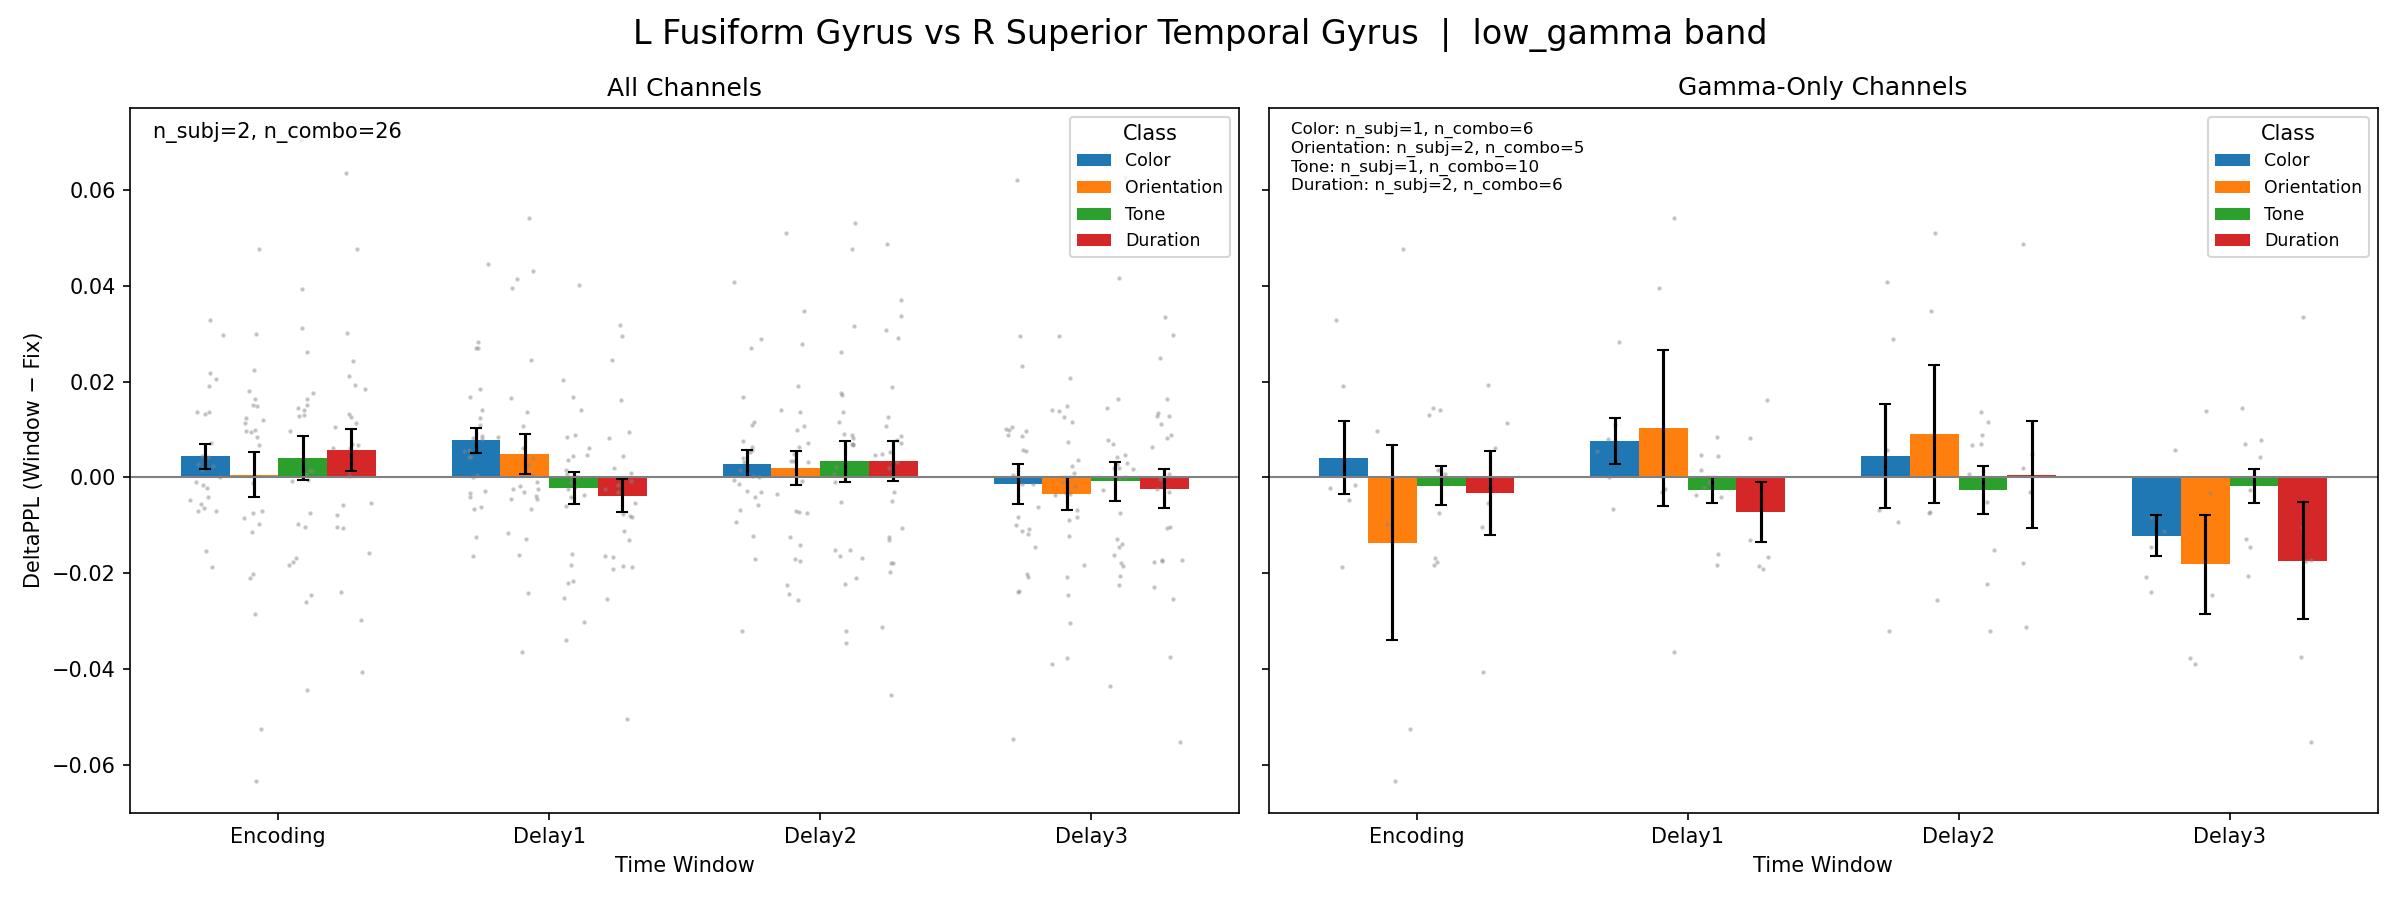 L Fusiform Gyrus vs R Superior Temporal Gyrus | low_gamma band
All Channels
n_subj=2, n_combo=26
Class
Color
Orientation
Tone
Duration
DeltaPPL (Window − Fix)
0.06
0.04
0.02
0.00
−0.02
−0.04
−0.06
Encoding
Delay1
Delay2
Delay3
Time Window
Gamma-Only Channels
Color: n_subj=1, n_combo=6
Orientation: n_subj=2, n_combo=5
Tone: n_subj=1, n_combo=10
Duration: n_subj=2, n_combo=6
Class
Color
Orientation
Tone
Duration
Encoding
Delay1
Delay2
Delay3
Time Window